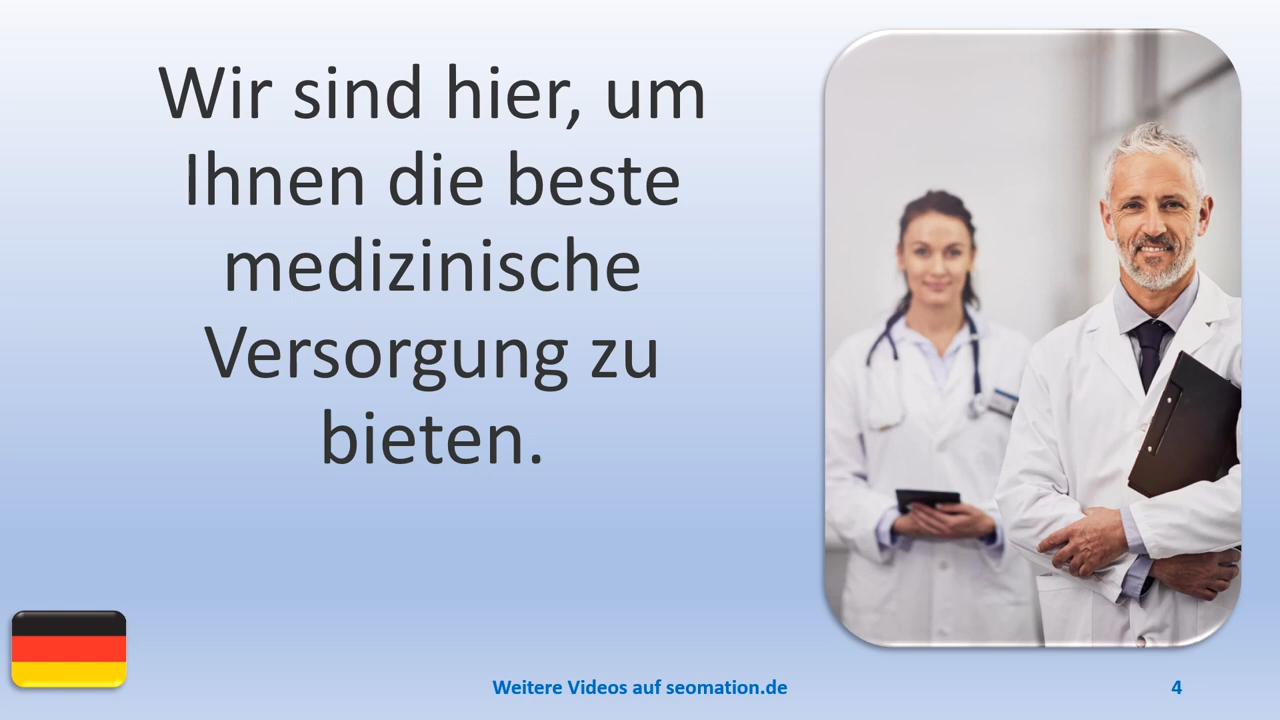 Wir sind hier, um
Ihnen die beste
medizinische
Versorgung zu
bieten.
Weitere Videos auf seomation.de
4